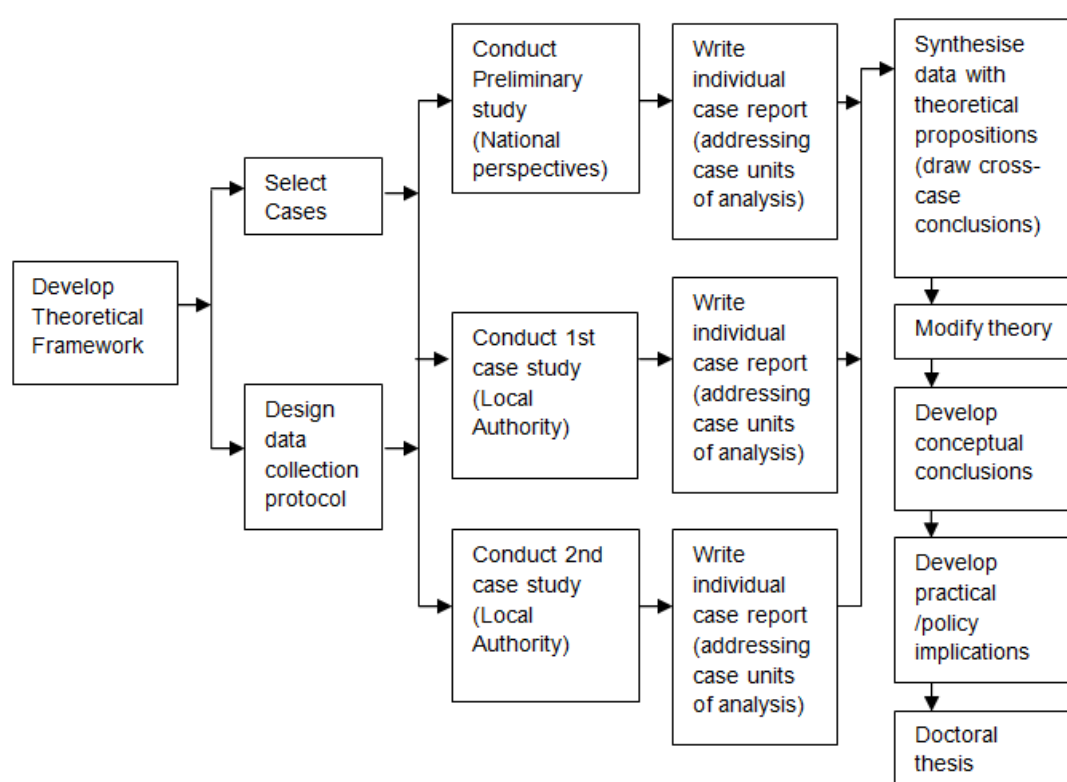 Develop
Theoretical
Framework
Select
Cases
Design
data
collection
protocol
Conduct
Preliminary
study
(National
perspectives)
Conduct 1st
case study
(Local
Authority)
Conduct 2nd
case study
(Local
Authority)
Write
individual
case report
(addressing
case units
of analysis)
Write
individual
case report
(addressing
case units
of analysis)
Write
individual
case report
(addressing
case units
of analysis)
Synthesise
data with
theoretical
propositions
(draw cross-
case
conclusions)
Modify theory
Develop
conceptual
conclusions
Develop
practical
/policy
implications
Doctoral
thesis